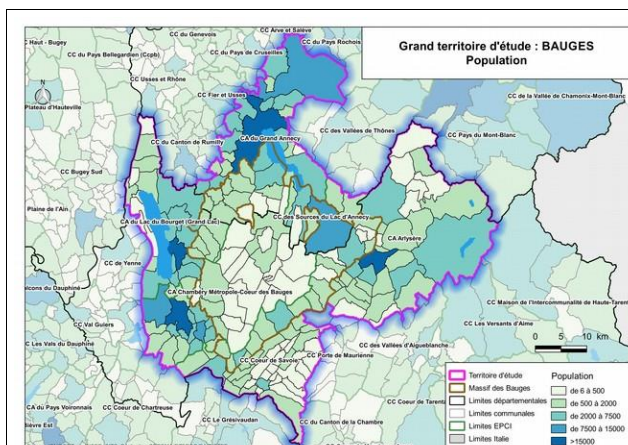 Grand territoire d'étude : BAUGES
Population
CC du Genevois
CC Arve et Salève
CC Haut - Bugey
CC du Pays Bellegardien (Ccpb)
CC du Pays de Cruseilles
CC du Pays Rochois
CC Usses et Rhône
CC Fier et Usses
CC de la Vallée de Chamonix-Mont-Blanc
Plateau d'Hauteville
CA du Grand Annecy
CC des Vallées de Thônes
CC Pays du Mont-Blanc
CC du Canton de Rumilly
CC Bugey Sud
Plaine de l'Ain
CA du Lac du Bourget (Grand Lac)
CC des Sources du Lac d'Annecy
CA Arlysère
CC de Yenne
CA Chambéry Métropole-Coeur des Bauges
CC Maison de l'Intercommunalité de Haute-Taren
CC Val Guiers
CC Les Versants d'Aime
CC Les Vals du Dauphiné
CC des Vallées d'Aigueblanche
CC Coeur de Savoie
CC Porte de Maurienne
CA du Pays Voironnais
CC Coeur de Chartreuse
CC Le Grésivaudan
CC du Canton de la Chambre
CC Coeur de Tarenta
0 5 10 km
Territoire d'étude
Massif des Bauges
Limites départementales
Limites communales
Limites EPCI
Limites Italie
Population
de 6 à 500
de 500 à 2000
de 2000 à 7500
de 7500 à 15000
>15000